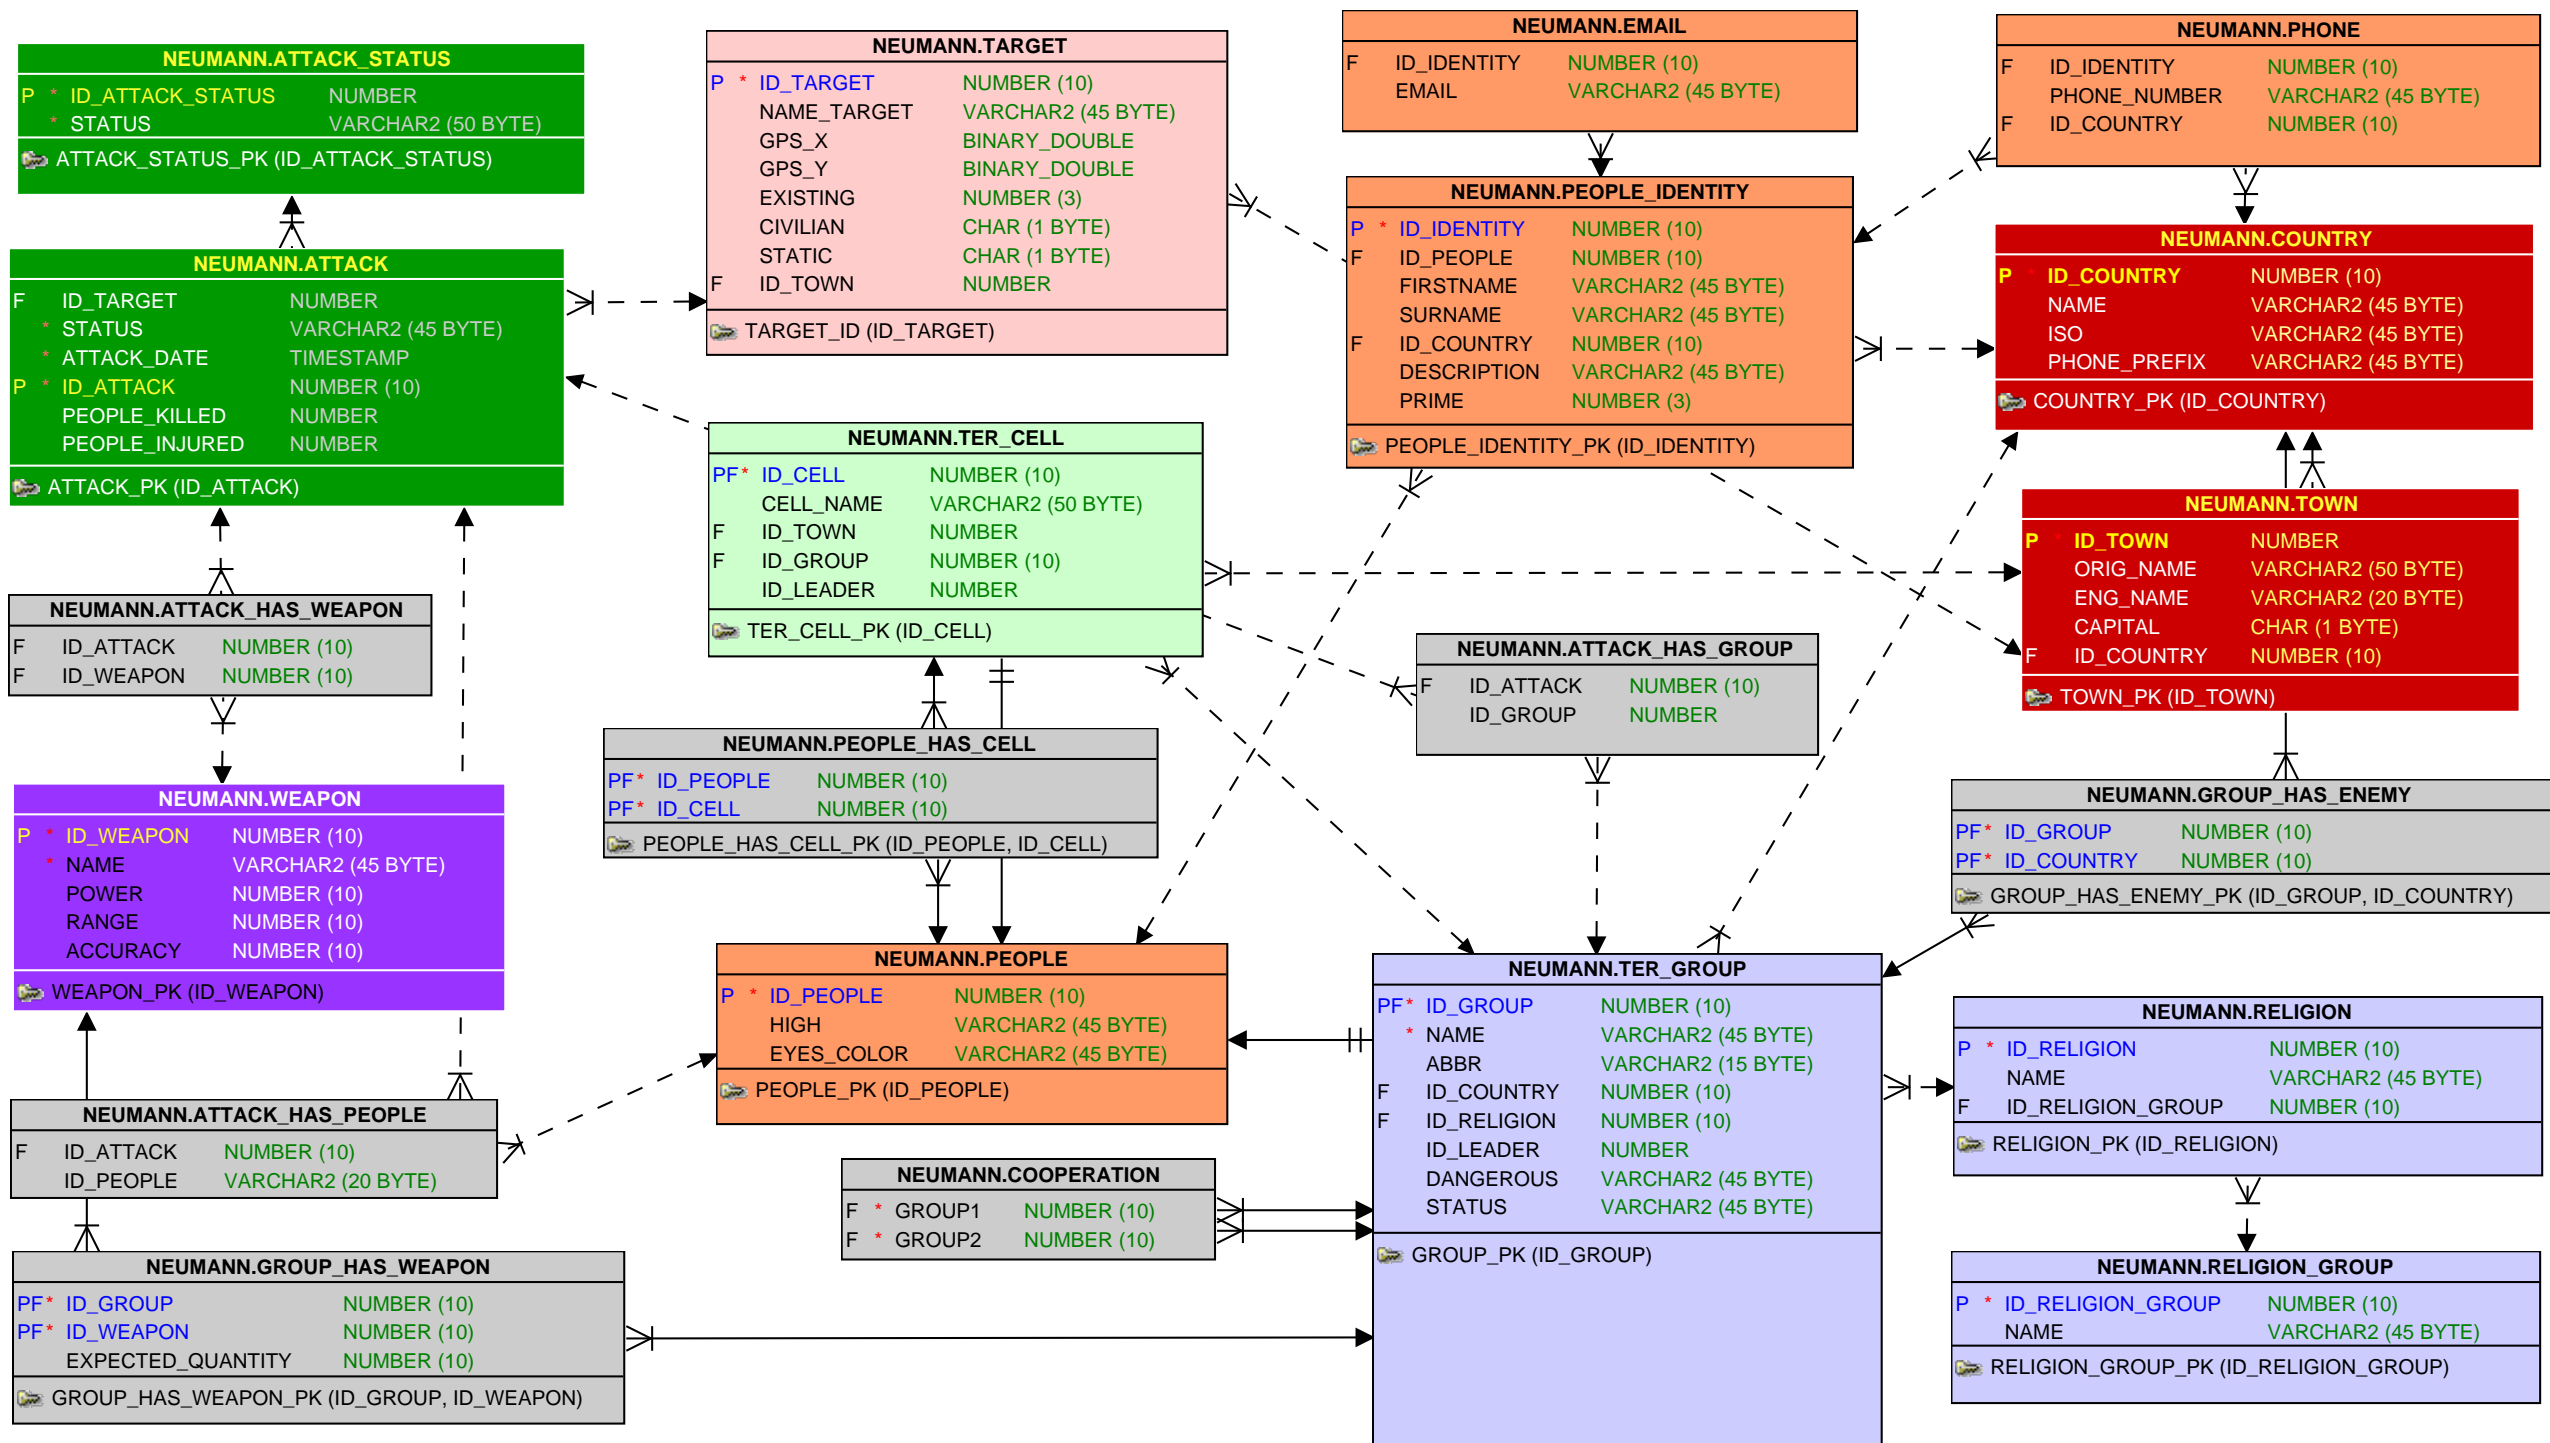 NEUMANN.ATTACK_STATUS
P * ID_ATTACK_STATUS NUMBER
* STATUS VARCHAR2 (50 BYTE)
ATTACK_STATUS_PK (ID_ATTACK_STATUS)
NEUMANN.TARGET
P * ID_TARGET NUMBER (10)
NAME_TARGET VARCHAR2 (45 BYTE)
GPS_X BINARY_DOUBLE
GPS_Y BINARY_DOUBLE
EXISTING NUMBER (3)
CIVILIAN CHAR (1 BYTE)
STATIC CHAR (1 BYTE)
F ID_TOWN NUMBER
TARGET_ID (ID_TARGET)
NEUMANN.EMAIL
F ID_IDENTITY NUMBER (10)
EMAIL VARCHAR2 (45 BYTE)
NEUMANN.PHONE
F ID_IDENTITY NUMBER (10)
PHONE_NUMBER VARCHAR2 (45 BYTE)
F ID_COUNTRY NUMBER (10)
NEUMANN.PEOPLE_IDENTITY
P * ID_IDENTITY NUMBER (10)
F ID_PEOPLE NUMBER (10)
FIRSTNAME VARCHAR2 (45 BYTE)
SURNAME VARCHAR2 (45 BYTE)
F ID_COUNTRY NUMBER (10)
DESCRIPTION VARCHAR2 (45 BYTE)
PRIME NUMBER (3)
PEOPLE_IDENTITY_PK (ID_IDENTITY)
NEUMANN.COUNTRY
P * ID_COUNTRY NUMBER (10)
NAME VARCHAR2 (45 BYTE)
ISO VARCHAR2 (45 BYTE)
PHONE_PREFIX VARCHAR2 (45 BYTE)
COUNTRY_PK (ID_COUNTRY)
NEUMANN.ATTACK
F ID_TARGET NUMBER
* STATUS VARCHAR2 (45 BYTE)
* ATTACK_DATE TIMESTAMP
P * ID_ATTACK NUMBER (10)
PEOPLE_KILLED NUMBER
PEOPLE_INJURED NUMBER
ATTACK_PK (ID_ATTACK)
NEUMANN.TER_CELL
PF* ID_CELL NUMBER (10)
CELL_NAME VARCHAR2 (50 BYTE)
F ID_TOWN NUMBER
F ID_GROUP NUMBER (10)
ID_LEADER NUMBER
TER_CELL_PK (ID_CELL)
NEUMANN.TOWN
P * ID_TOWN NUMBER
ORIG_NAME VARCHAR2 (50 BYTE)
ENG_NAME VARCHAR2 (20 BYTE)
CAPITAL CHAR (1 BYTE)
F ID_COUNTRY NUMBER (10)
TOWN_PK (ID_TOWN)
NEUMANN.ATTACK_HAS_WEAPON
F ID_ATTACK NUMBER (10)
F ID_WEAPON NUMBER (10)
NEUMANN.ATTACK_HAS_GROUP
F ID_ATTACK NUMBER (10)
ID_GROUP NUMBER
NEUMANN.PEOPLE_HAS_CELL
PF* ID_PEOPLE NUMBER (10)
PF* ID_CELL NUMBER (10)
PEOPLE_HAS_CELL_PK (ID_PEOPLE, ID_CELL)
NEUMANN.WEAPON
P * ID_WEAPON NUMBER (10)
* NAME VARCHAR2 (45 BYTE)
POWER NUMBER (10)
RANGE NUMBER (10)
ACCURACY NUMBER (10)
WEAPON_PK (ID_WEAPON)
NEUMANN.GROUP_HAS_ENEMY
PF* ID_GROUP NUMBER (10)
PF* ID_COUNTRY NUMBER (10)
GROUP_HAS_ENEMY_PK (ID_GROUP, ID_COUNTRY)
NEUMANN.PEOPLE
P * ID_PEOPLE NUMBER (10)
HIGH VARCHAR2 (45 BYTE)
EYES_COLOR VARCHAR2 (45 BYTE)
PEOPLE_PK (ID_PEOPLE)
NEUMANN.TER_GROUP
PF* ID_GROUP NUMBER (10)
* NAME VARCHAR2 (45 BYTE)
ABBR VARCHAR2 (15 BYTE)
F ID_COUNTRY NUMBER (10)
F ID_RELIGION NUMBER (10)
ID_LEADER NUMBER
DANGEROUS VARCHAR2 (45 BYTE)
STATUS VARCHAR2 (45 BYTE)
GROUP_PK (ID_GROUP)
NEUMANN.RELIGION
P * ID_RELIGION NUMBER (10)
NAME VARCHAR2 (45 BYTE)
F ID_RELIGION_GROUP NUMBER (10)
RELIGION_PK (ID_RELIGION)
NEUMANN.ATTACK_HAS_PEOPLE
F ID_ATTACK NUMBER (10)
ID_PEOPLE VARCHAR2 (20 BYTE)
NEUMANN.COOPERATION
F * GROUP1 NUMBER (10)
F * GROUP2 NUMBER (10)
NEUMANN.GROUP_HAS_WEAPON
PF* ID_GROUP NUMBER (10)
PF* ID_WEAPON NUMBER (10)
EXPECTED_QUANTITY NUMBER (10)
GROUP_HAS_WEAPON_PK (ID_GROUP, ID_WEAPON)
NEUMANN.RELIGION_GROUP
P * ID_RELIGION_GROUP NUMBER (10)
NAME VARCHAR2 (45 BYTE)
RELIGION_GROUP_PK (ID_RELIGION_GROUP)